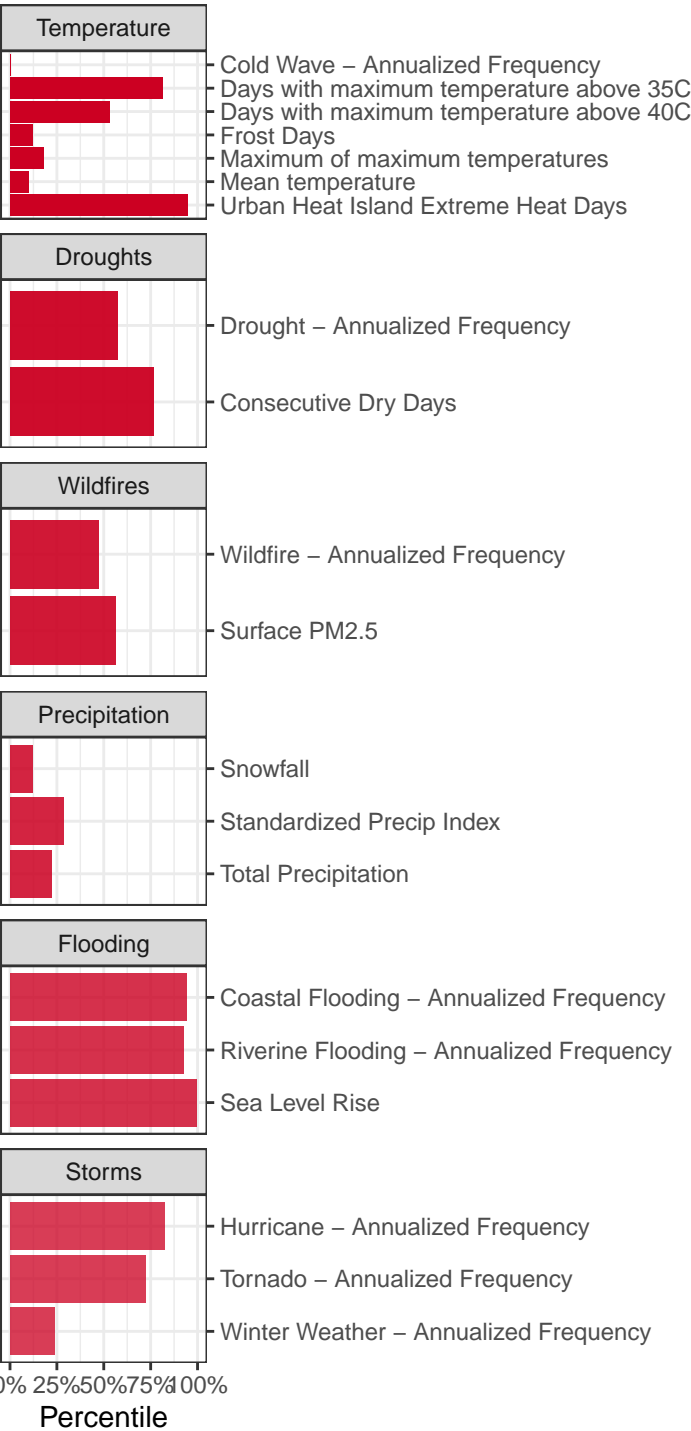 Temperature
Cold Wave – Annualized Frequency
Days with maximum temperature above 35C
Days with maximum temperature above 40C
Frost Days
Maximum of maximum temperatures
Mean temperature
Urban Heat Island Extreme Heat Days
Droughts
Drought – Annualized Frequency
Consecutive Dry Days
Wildfires
Wildfire – Annualized Frequency
Surface PM2.5
Precipitation
Snowfall
Standardized Precip Index
Total Precipitation
Flooding
Coastal Flooding – Annualized Frequency
Riverine Flooding – Annualized Frequency
Sea Level Rise
Storms
Hurricane – Annualized Frequency
Tornado – Annualized Frequency
Winter Weather – Annualized Frequency
0% 25% 50% 75% 100%
Percentile